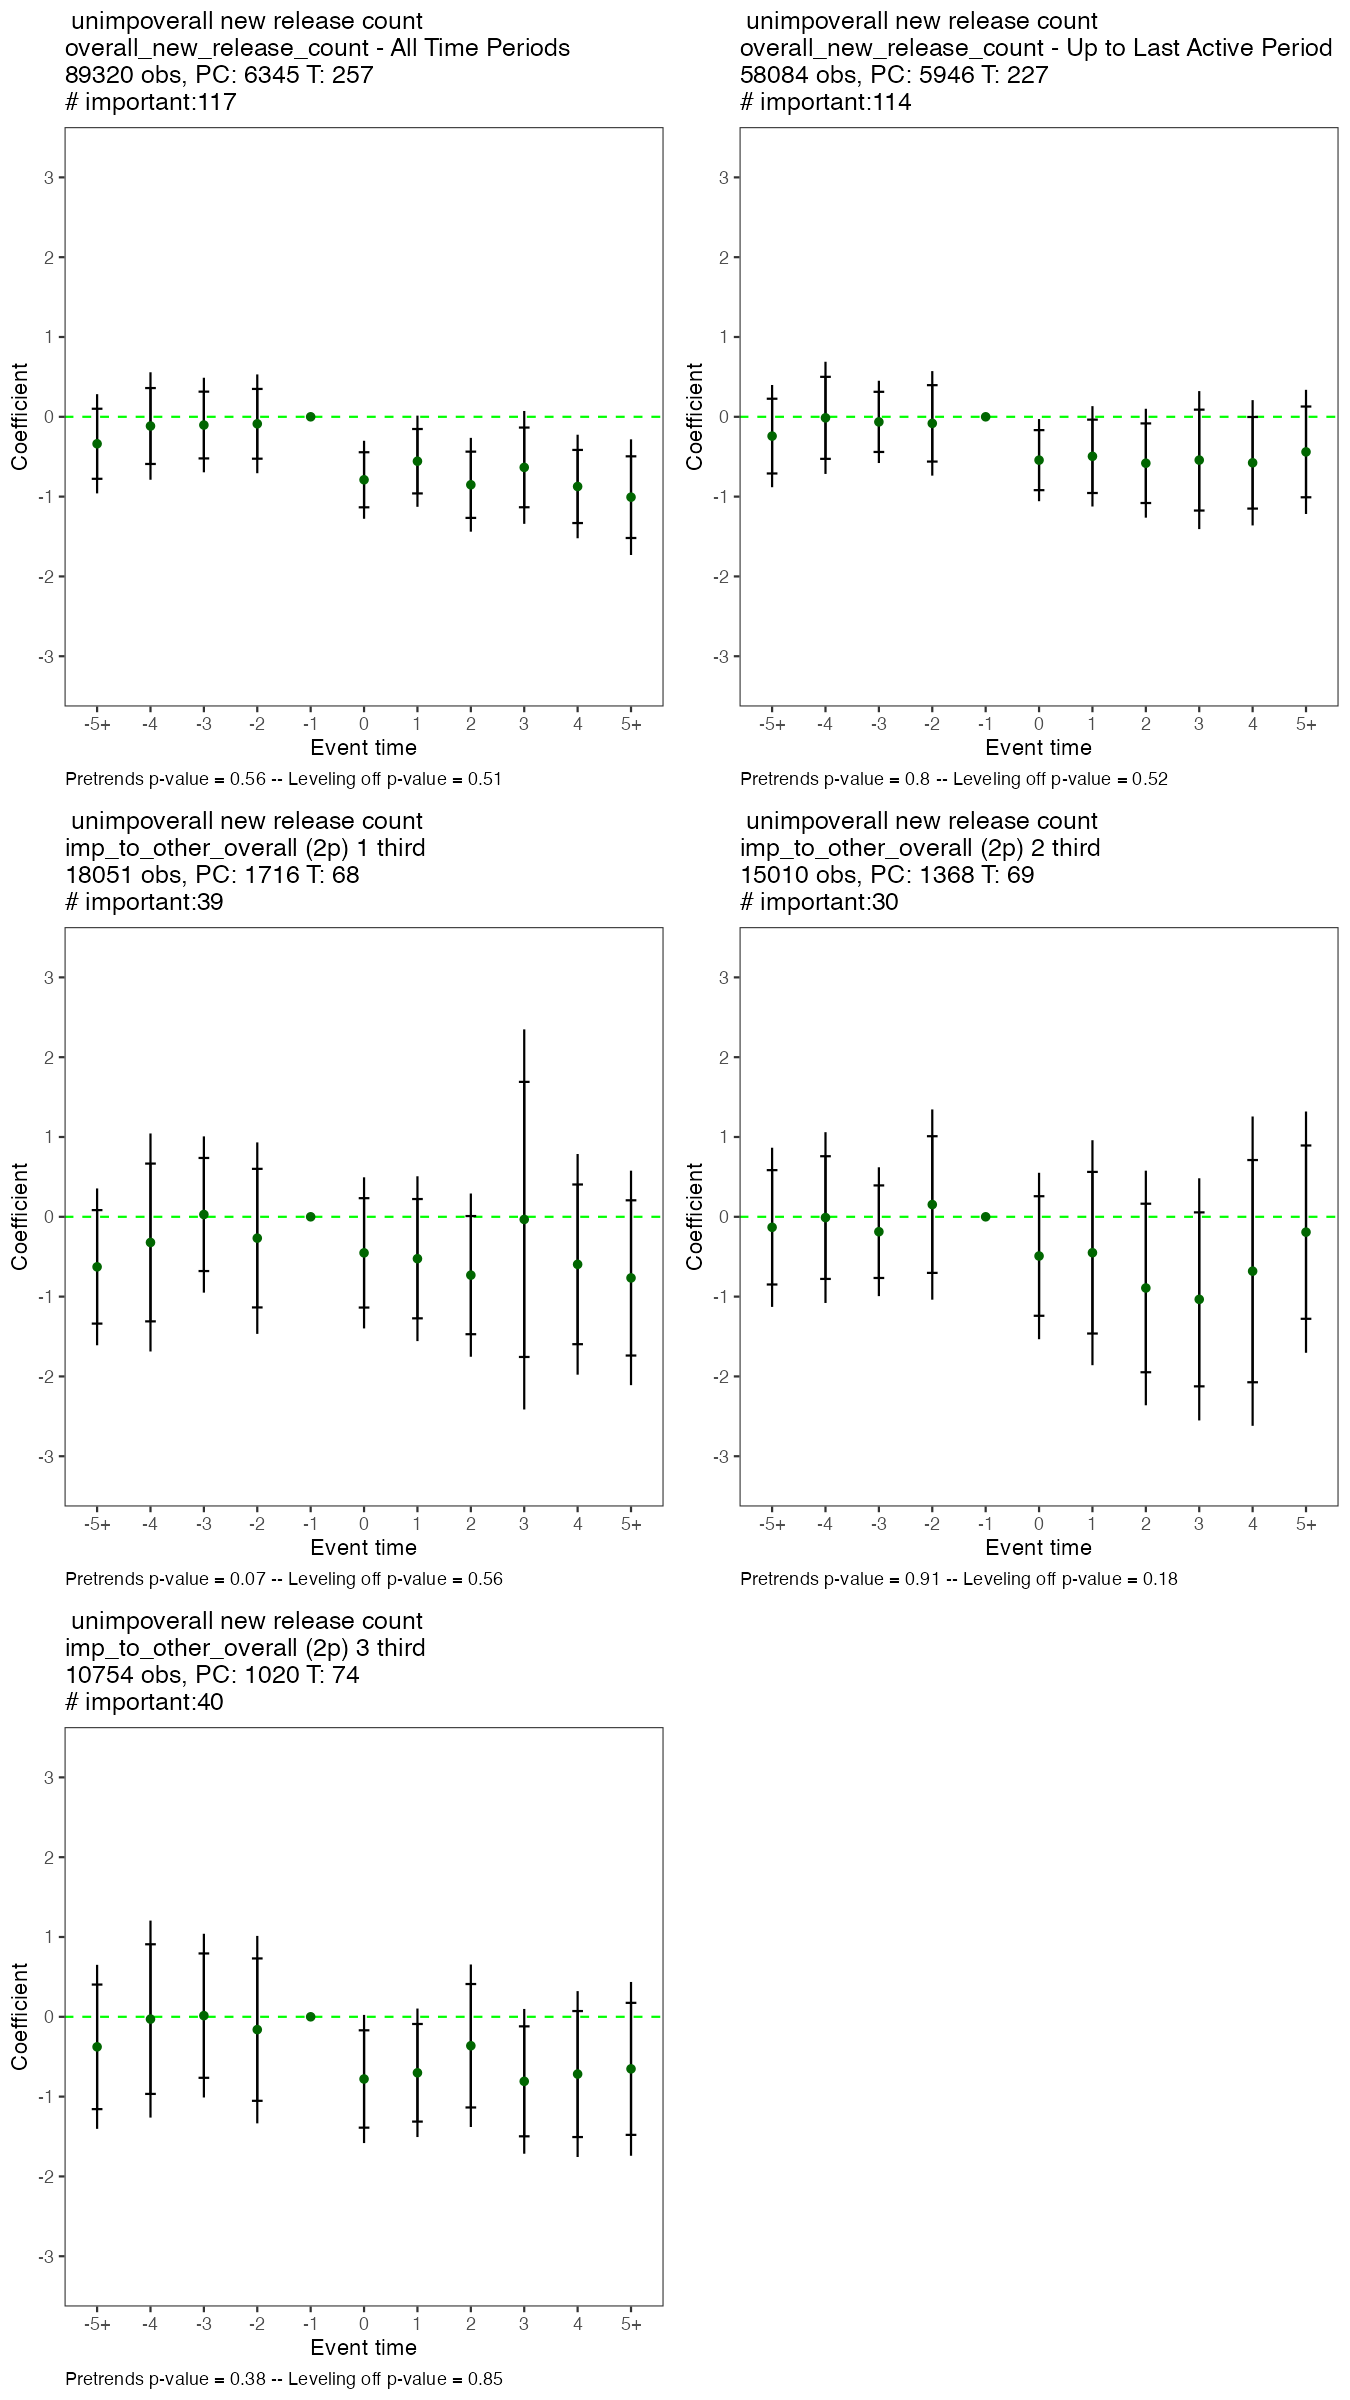 unimpoverall new release count
overall_new_release_count - All Time Periods
89320 obs, PC: 6345 T: 257
# important:117
3
2
1
0
-1
-2
-3
Coefficient
-5+ -4 -3 -2 -1 0 1 2 3 4 5+
Event time
Pretrends p-value = 0.56 -- Leveling off p-value = 0.51
unimpoverall new release count
overall_new_release_count - Up to Last Active Period
58084 obs, PC: 5946 T: 227
# important:114
3
2
1
0
-1
-2
-3
Coefficient
-5+ -4 -3 -2 -1 0 1 2 3 4 5+
Event time
Pretrends p-value = 0.8 -- Leveling off p-value = 0.52
unimpoverall new release count
imp_to_other_overall (2p) 1 third
18051 obs, PC: 1716 T: 68
# important:39
3
2
1
0
-1
-2
-3
Coefficient
-5+ -4 -3 -2 -1 0 1 2 3 4 5+
Event time
Pretrends p-value = 0.07 -- Leveling off p-value = 0.56
unimpoverall new release count
imp_to_other_overall (2p) 2 third
15010 obs, PC: 1368 T: 69
# important:30
3
2
1
0
-1
-2
-3
Coefficient
-5+ -4 -3 -2 -1 0 1 2 3 4 5+
Event time
Pretrends p-value = 0.91 -- Leveling off p-value = 0.18
unimpoverall new release count
imp_to_other_overall (2p) 3 third
10754 obs, PC: 1020 T: 74
# important:40
3
2
1
0
-1
-2
-3
Coefficient
-5+ -4 -3 -2 -1 0 1 2 3 4 5+
Event time
Pretrends p-value = 0.38 -- Leveling off p-value = 0.85